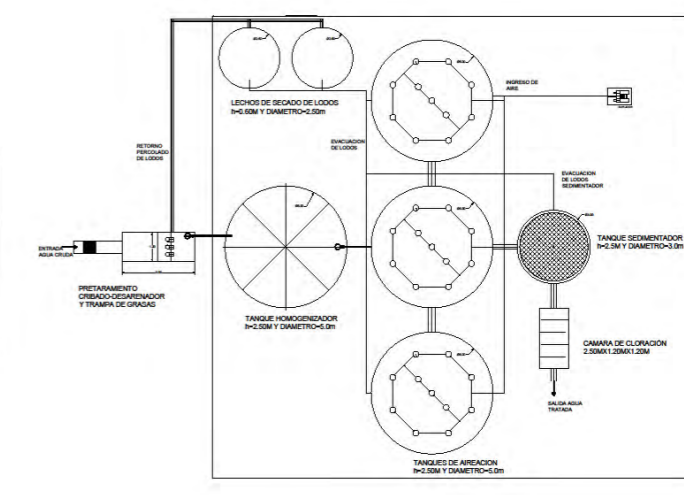 LECHOS DE SECADO DE LODOS
h=0.60M Y DIAMETRO=2.50m
INGRESO DE
AIRE
RETORNO
PERCOLADO
DE LODOS
EVACUACION
DE LODOS
EVACUACION
DE LODOS
SEDIMENTADOR
ENTRADA
AGUA CRUDA
TANQUE SEDIMENTADOR
h=2.5M Y DIAMETRO=3.0m
PRETARAMIENTO
CRIBADO-DESARENADOR
Y TRAMPA DE GRASAS
TANQUE HOMOGENIZADOR
h=2.50M Y DIAMETRO=5.0m
CAMARA DE CLORACIÓN
2.50MX1.20MX1.20M
SALIDA AGUA
TRATADA
TANQUES DE AIREACION
h=2.50M Y DIAMETRO=5.0m